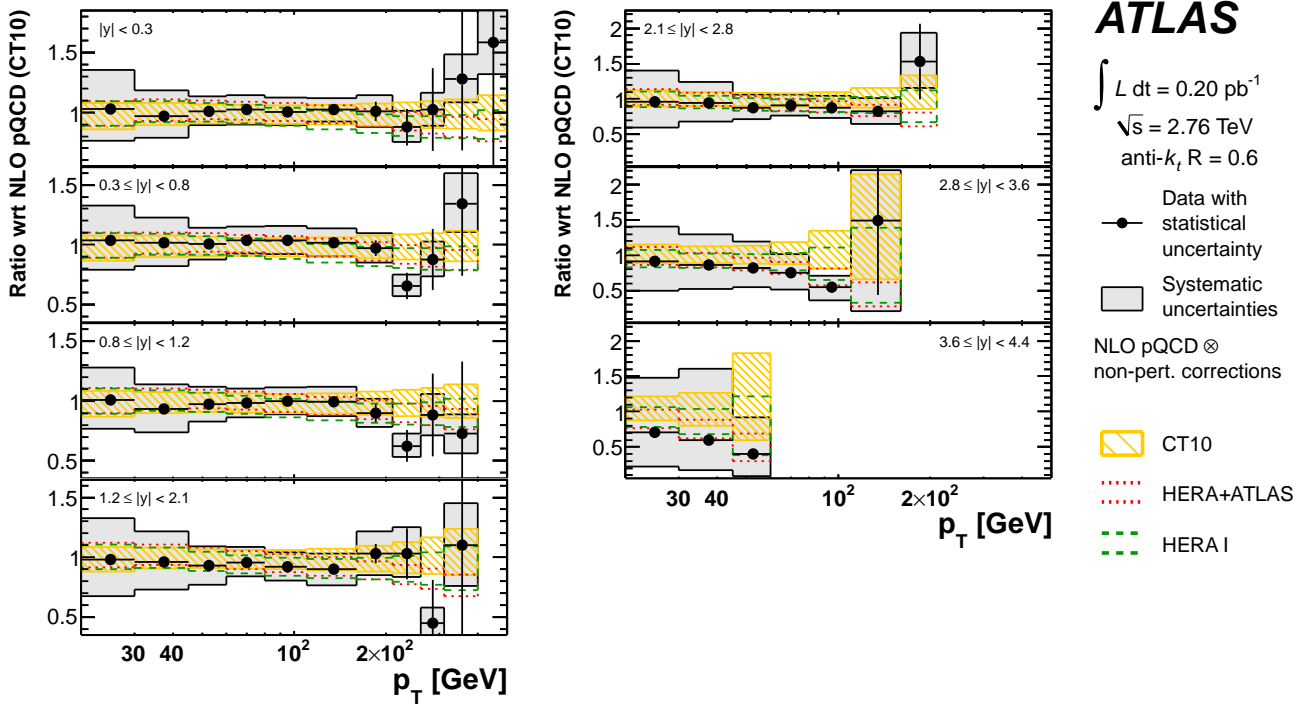 Ratio wrt NLO pQCD (CT10)
|y| < 0.3
1.5
1
0.3 ≤ |y| < 0.8
1.5
1
0.5
0.8 ≤ |y| < 1.2
1.5
1
0.5
1.2 ≤ |y| < 2.1
1.5
1
0.5
30 40 10² 2×10²
p_T [GeV]
Ratio wrt NLO pQCD (CT10)
2.1 ≤ |y| < 2.8
2
1.5
1
0.5
2.8 ≤ |y| < 3.6
2
1.5
1
0.5
3.6 ≤ |y| < 4.4
2
1.5
1
0.5
30 40 10² 2×10²
p_T [GeV]
ATLAS
∫ L dt = 0.20 pb⁻¹
√s = 2.76 TeV
anti-k_t R = 0.6
Data with
statistical
uncertainty
Systematic
uncertainties
NLO pQCD ⊗
non-pert. corrections
CT10
HERA+ATLAS
HERA I